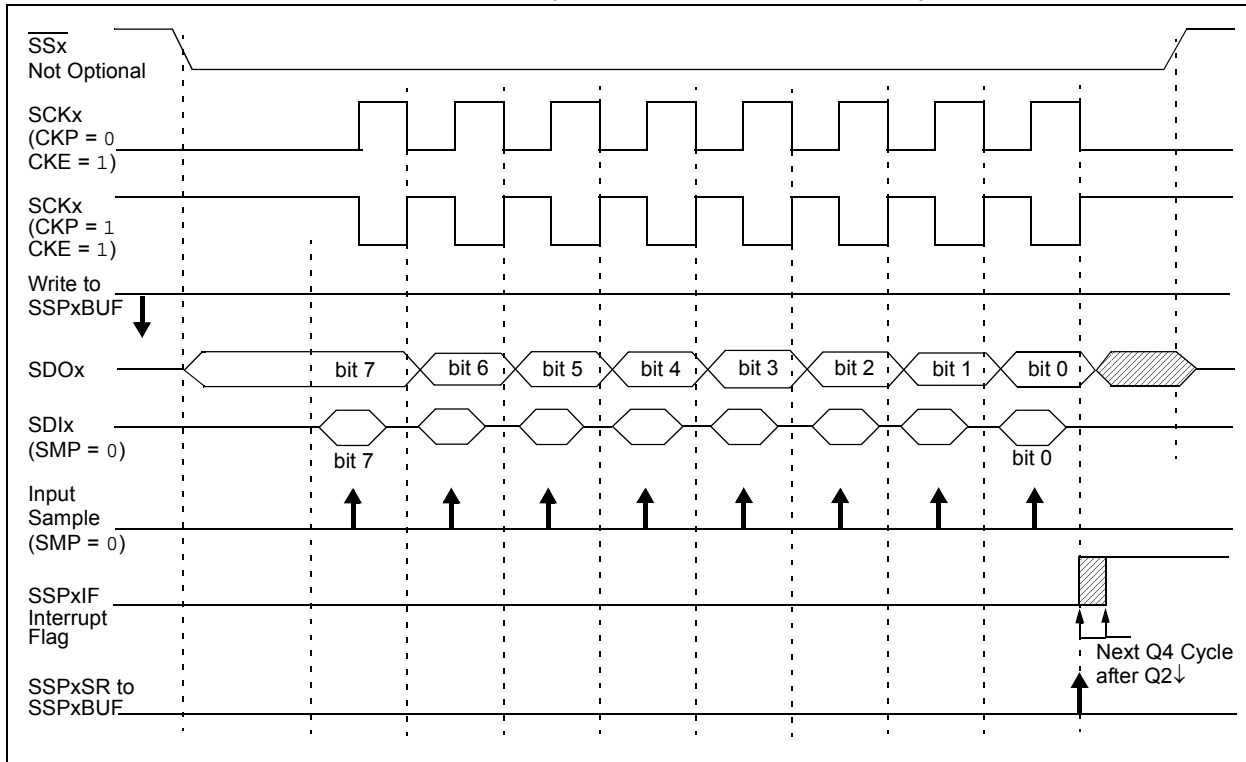 SSx
Not Optional
SCKx
(CKP = 0
CKE = 1)
SCKx
(CKP = 1
CKE = 1)
Write to
SSPxBUF
SDOx
bit 7
bit 6
bit 5
bit 4
bit 3
bit 2
bit 1
bit 0
SDIx
(SMP = 0)
bit 7
bit 0
Input
Sample
(SMP = 0)
SSPxIF
Interrupt
Flag
Next Q4 Cycle
after Q2↓
SSPxSR to
SSPxBUF